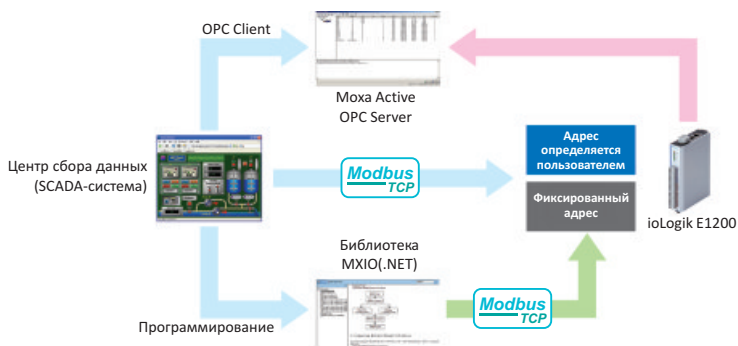 OPC Client
Moxa Active
OPC Server
Адрес
определяется
пользователем
Центр сбора данных
(SCADA-система)
Modbus
TCP
Фиксированный
адрес
ioLogik E1200
Библиотека
MXIO(.NET)
Modbus
TCP
Программирование